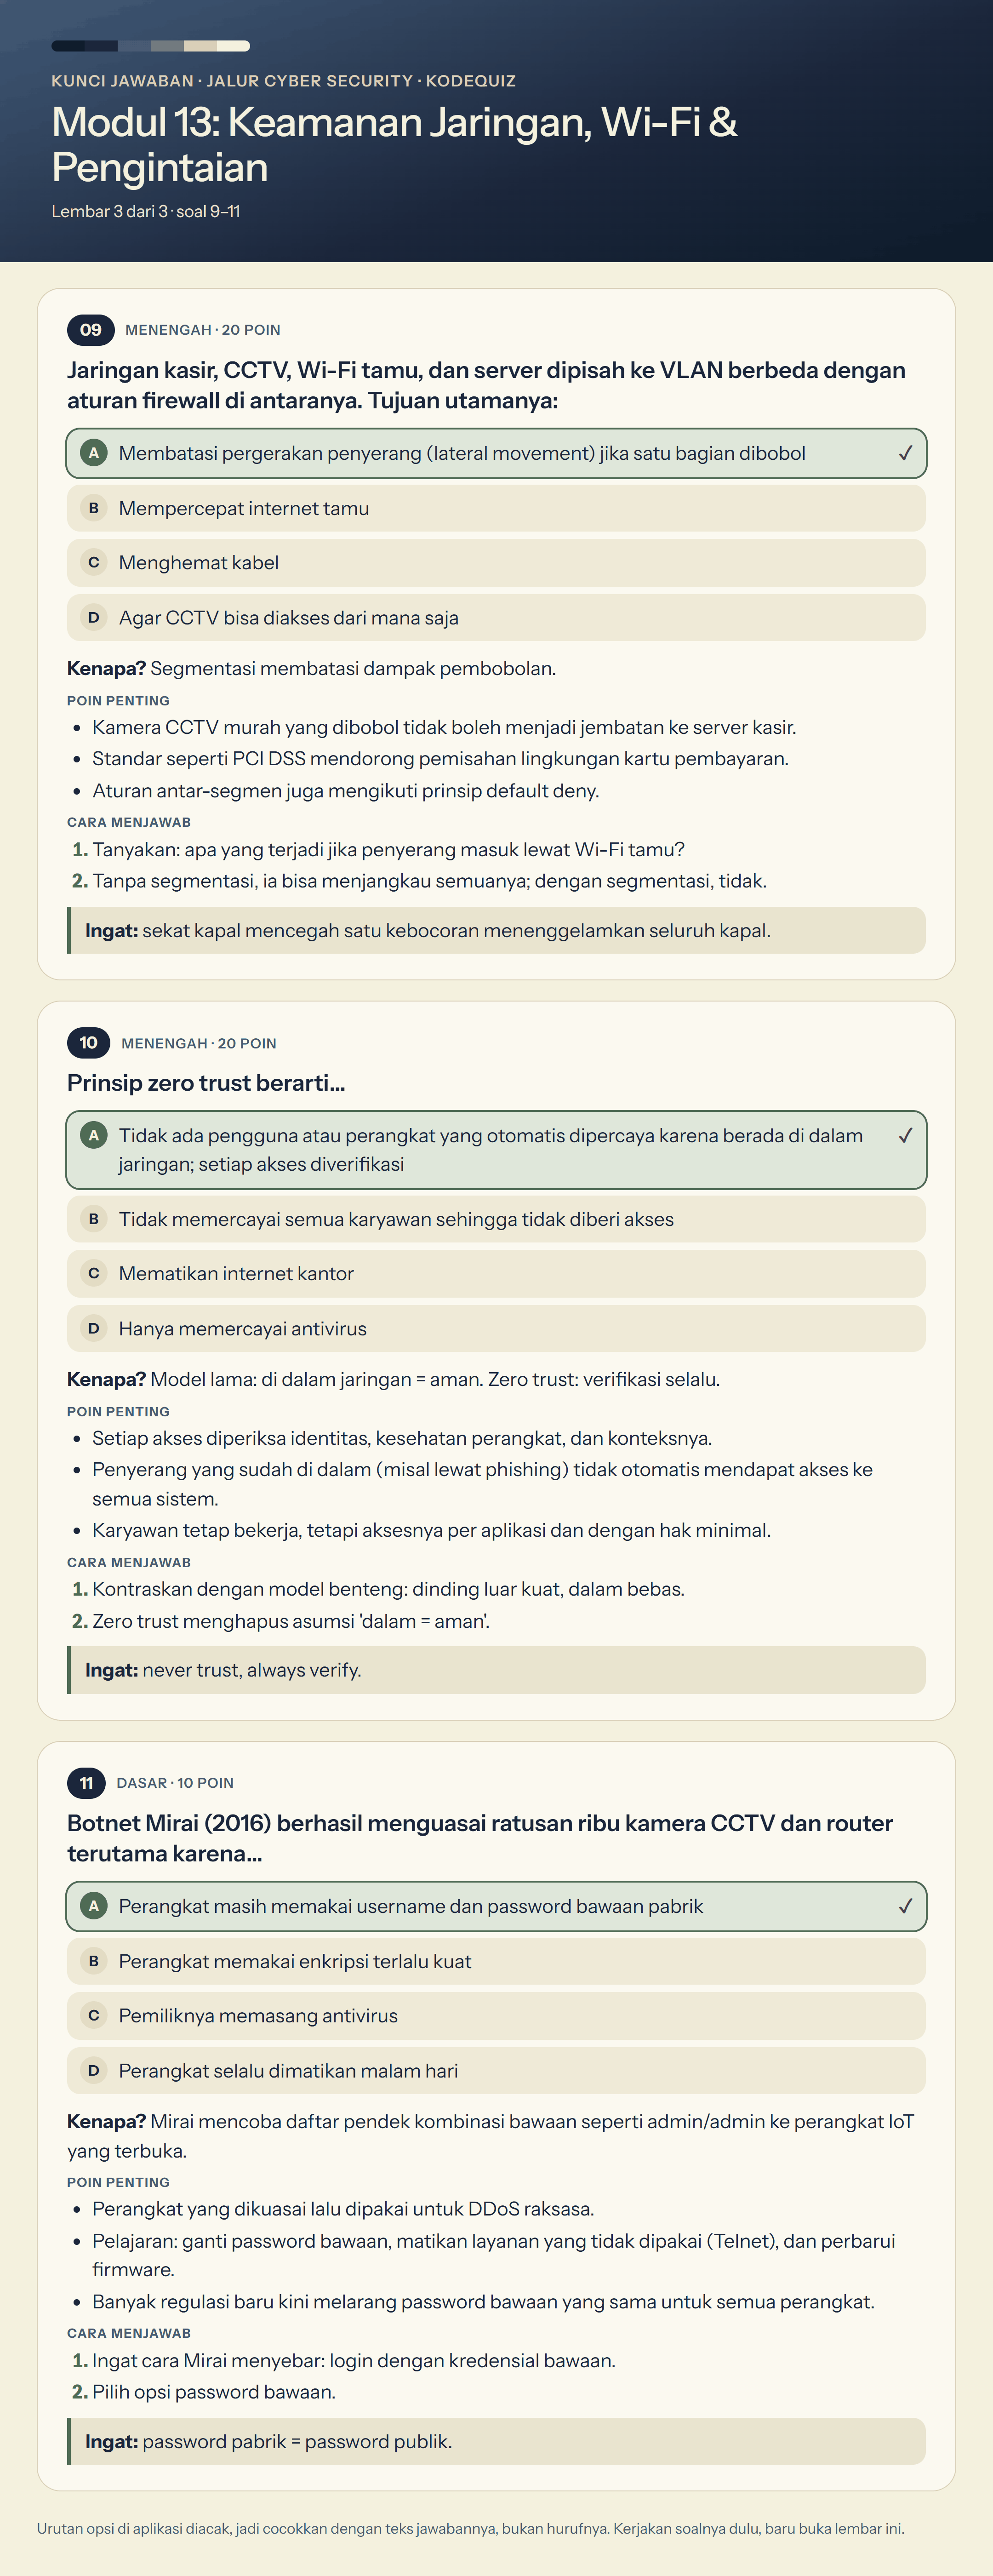 KUNCI JAWABAN · JALUR CYBER SECURITY · KODEQUIZ
Modul 13: Keamanan Jaringan, Wi-Fi &
Pengintaian
Lembar 3 dari 3 · soal 9–11
09 MENENGAH · 20 POIN
Jaringan kasir, CCTV, Wi-Fi tamu, dan server dipisah ke VLAN berbeda dengan
aturan firewall di antaranya. Tujuan utamanya:
A Membatasi pergerakan penyerang (lateral movement) jika satu bagian dibobol ✓
B Mempercepat internet tamu
C Menghemat kabel
D Agar CCTV bisa diakses dari mana saja
Kenapa? Segmentasi membatasi dampak pembobolan.
POIN PENTING
• Kamera CCTV murah yang dibobol tidak boleh menjadi jembatan ke server kasir.
• Standar seperti PCI DSS mendorong pemisahan lingkungan kartu pembayaran.
• Aturan antar-segmen juga mengikuti prinsip default deny.
CARA MENJAWAB
1. Tanyakan: apa yang terjadi jika penyerang masuk lewat Wi-Fi tamu?
2. Tanpa segmentasi, ia bisa menjangkau semuanya; dengan segmentasi, tidak.
Ingat: sekat kapal mencegah satu kebocoran menenggelamkan seluruh kapal.
10 MENENGAH · 20 POIN
Prinsip zero trust berarti...
A Tidak ada pengguna atau perangkat yang otomatis dipercaya karena berada di dalam ✓
jaringan; setiap akses diverifikasi
B Tidak memercayai semua karyawan sehingga tidak diberi akses
C Mematikan internet kantor
D Hanya memercayai antivirus
Kenapa? Model lama: di dalam jaringan = aman. Zero trust: verifikasi selalu.
POIN PENTING
• Setiap akses diperiksa identitas, kesehatan perangkat, dan konteksnya.
• Penyerang yang sudah di dalam (misal lewat phishing) tidak otomatis mendapat akses ke
semua sistem.
• Karyawan tetap bekerja, tetapi aksesnya per aplikasi dan dengan hak minimal.
CARA MENJAWAB
1. Kontraskan dengan model benteng: dinding luar kuat, dalam bebas.
2. Zero trust menghapus asumsi 'dalam = aman'.
Ingat: never trust, always verify.
11 DASAR · 10 POIN
Botnet Mirai (2016) berhasil menguasai ratusan ribu kamera CCTV dan router
terutama karena...
A Perangkat masih memakai username dan password bawaan pabrik ✓
B Perangkat memakai enkripsi terlalu kuat
C Pemiliknya memasang antivirus
D Perangkat selalu dimatikan malam hari
Kenapa? Mirai mencoba daftar pendek kombinasi bawaan seperti admin/admin ke perangkat IoT
yang terbuka.
POIN PENTING
• Perangkat yang dikuasai lalu dipakai untuk DDoS raksasa.
• Pelajaran: ganti password bawaan, matikan layanan yang tidak dipakai (Telnet), dan perbarui
firmware.
• Banyak regulasi baru kini melarang password bawaan yang sama untuk semua perangkat.
CARA MENJAWAB
1. Ingat cara Mirai menyebar: login dengan kredensial bawaan.
2. Pilih opsi password bawaan.
Ingat: password pabrik = password publik.
Urutan opsi di aplikasi diacak, jadi cocokkan dengan teks jawabannya, bukan hurufnya. Kerjakan soalnya dulu, baru buka lembar ini.